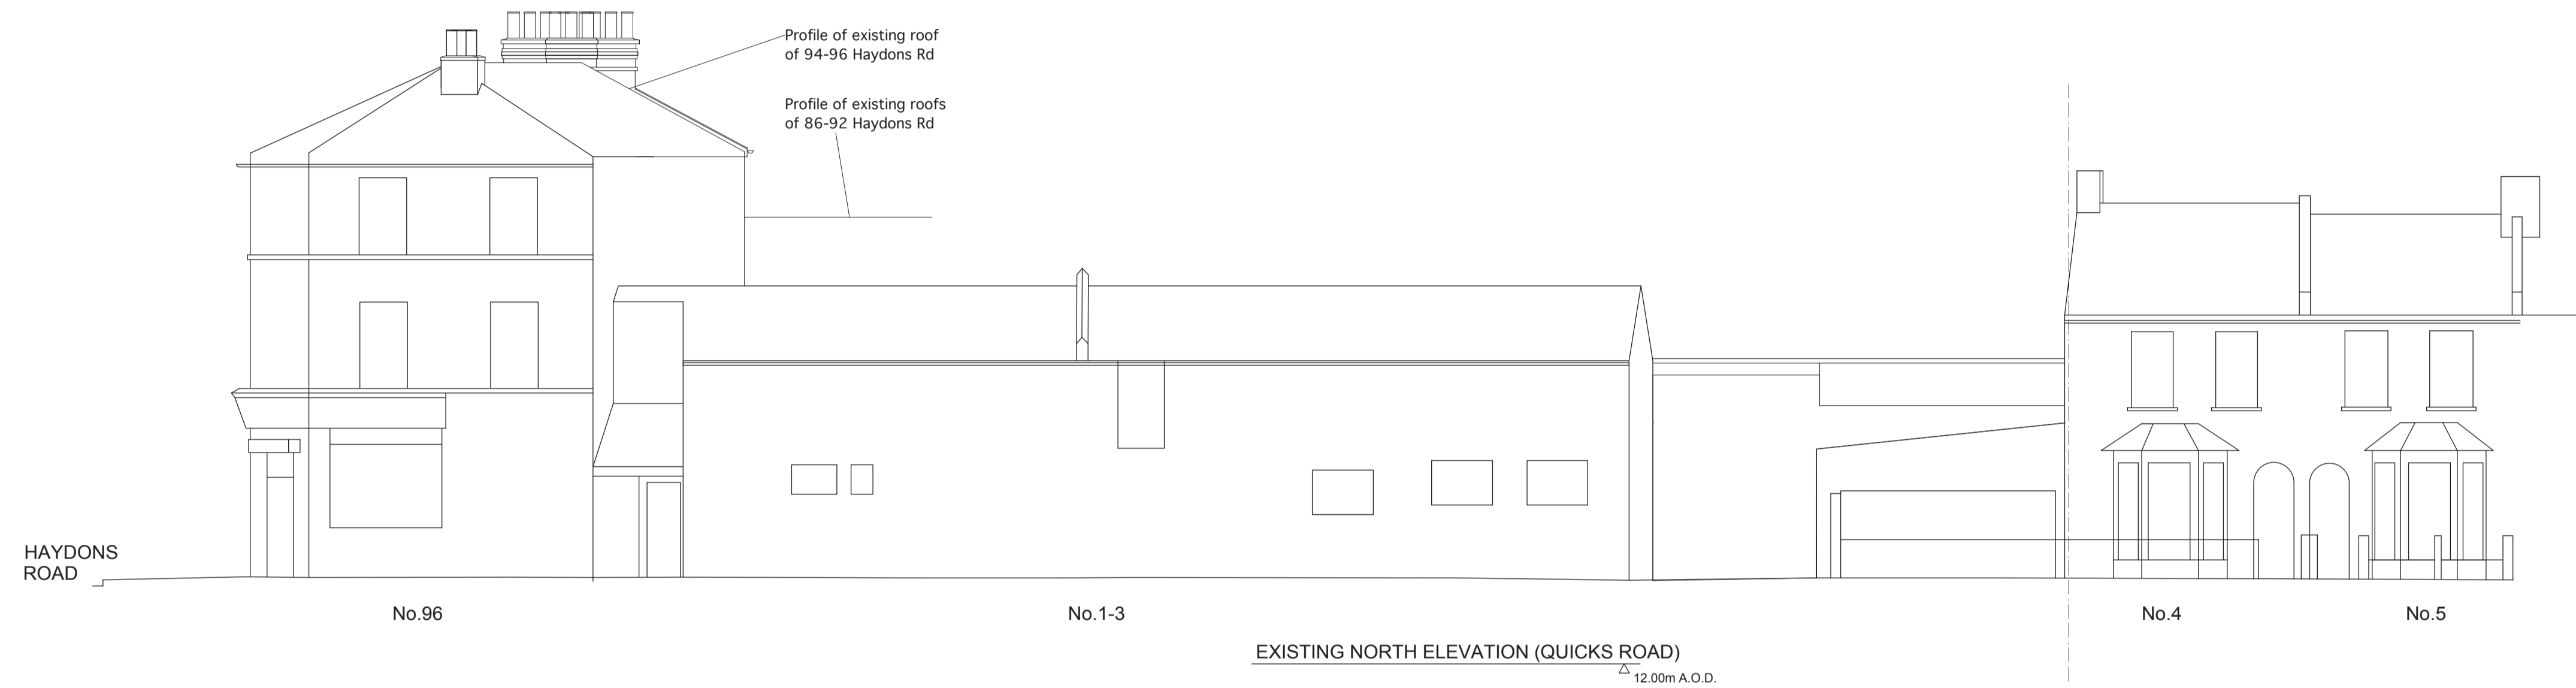 Profile of existing roof
of 94-96 Haydons Rd
Profile of existing roofs
of 86-92 Haydons Rd
HAYDONS
ROAD
No.96
No.1-3
No.4
No.5
EXISTING NORTH ELEVATION (QUICKS ROAD)
12.00m A.O.D.